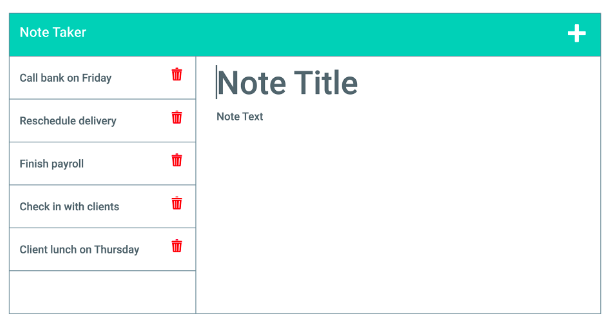 Note Taker
Call bank on Friday
Reschedule delivery
Finish payroll
Check in with clients
Client lunch on Thursday
Note Title
Note Text